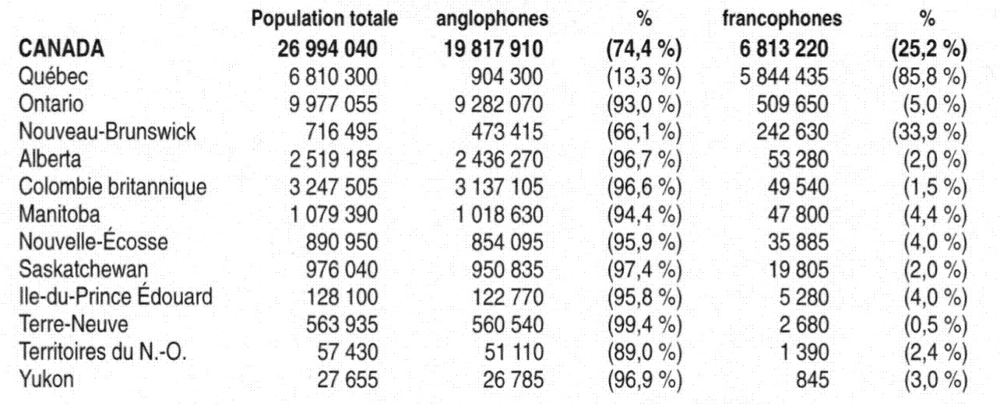 Population totale anglophones % francophones %
CANADA 26 994 040 19 817 910 (74,4 %) 6 813 220 (25,2 %)
Québec 6 810 300 904 300 (13,3 %) 5 844 435 (85,8 %)
Ontario 9 977 055 9 282 070 (93,0 %) 509 650 (5,0 %)
Nouveau-Brunswick 716 495 473 415 (66,1 %) 242 630 (33,9 %)
Alberta 2 519 185 2 436 270 (96,7 %) 53 280 (2,0 %)
Colombie britannique 3 247 505 3 137 105 (96,6 %) 49 540 (1,5 %)
Manitoba 1 079 390 1 018 630 (94,4 %) 47 800 (4,4 %)
Nouvelle-Écosse 890 950 854 095 (95,9 %) 35 885 (4,0 %)
Saskatchewan 976 040 950 835 (97,4 %) 19 805 (2,0 %)
Ile-du-Prince Édouard 128 100 122 770 (95,8 %) 5 280 (4,0 %)
Terre-Neuve 563 935 560 540 (99,4 %) 2 680 (0,5 %)
Territoires du N.-O. 57 430 51 110 (89,0 %) 1 390 (2,4 %)
Yukon 27 655 26 785 (96,9 %) 845 (3,0 %)